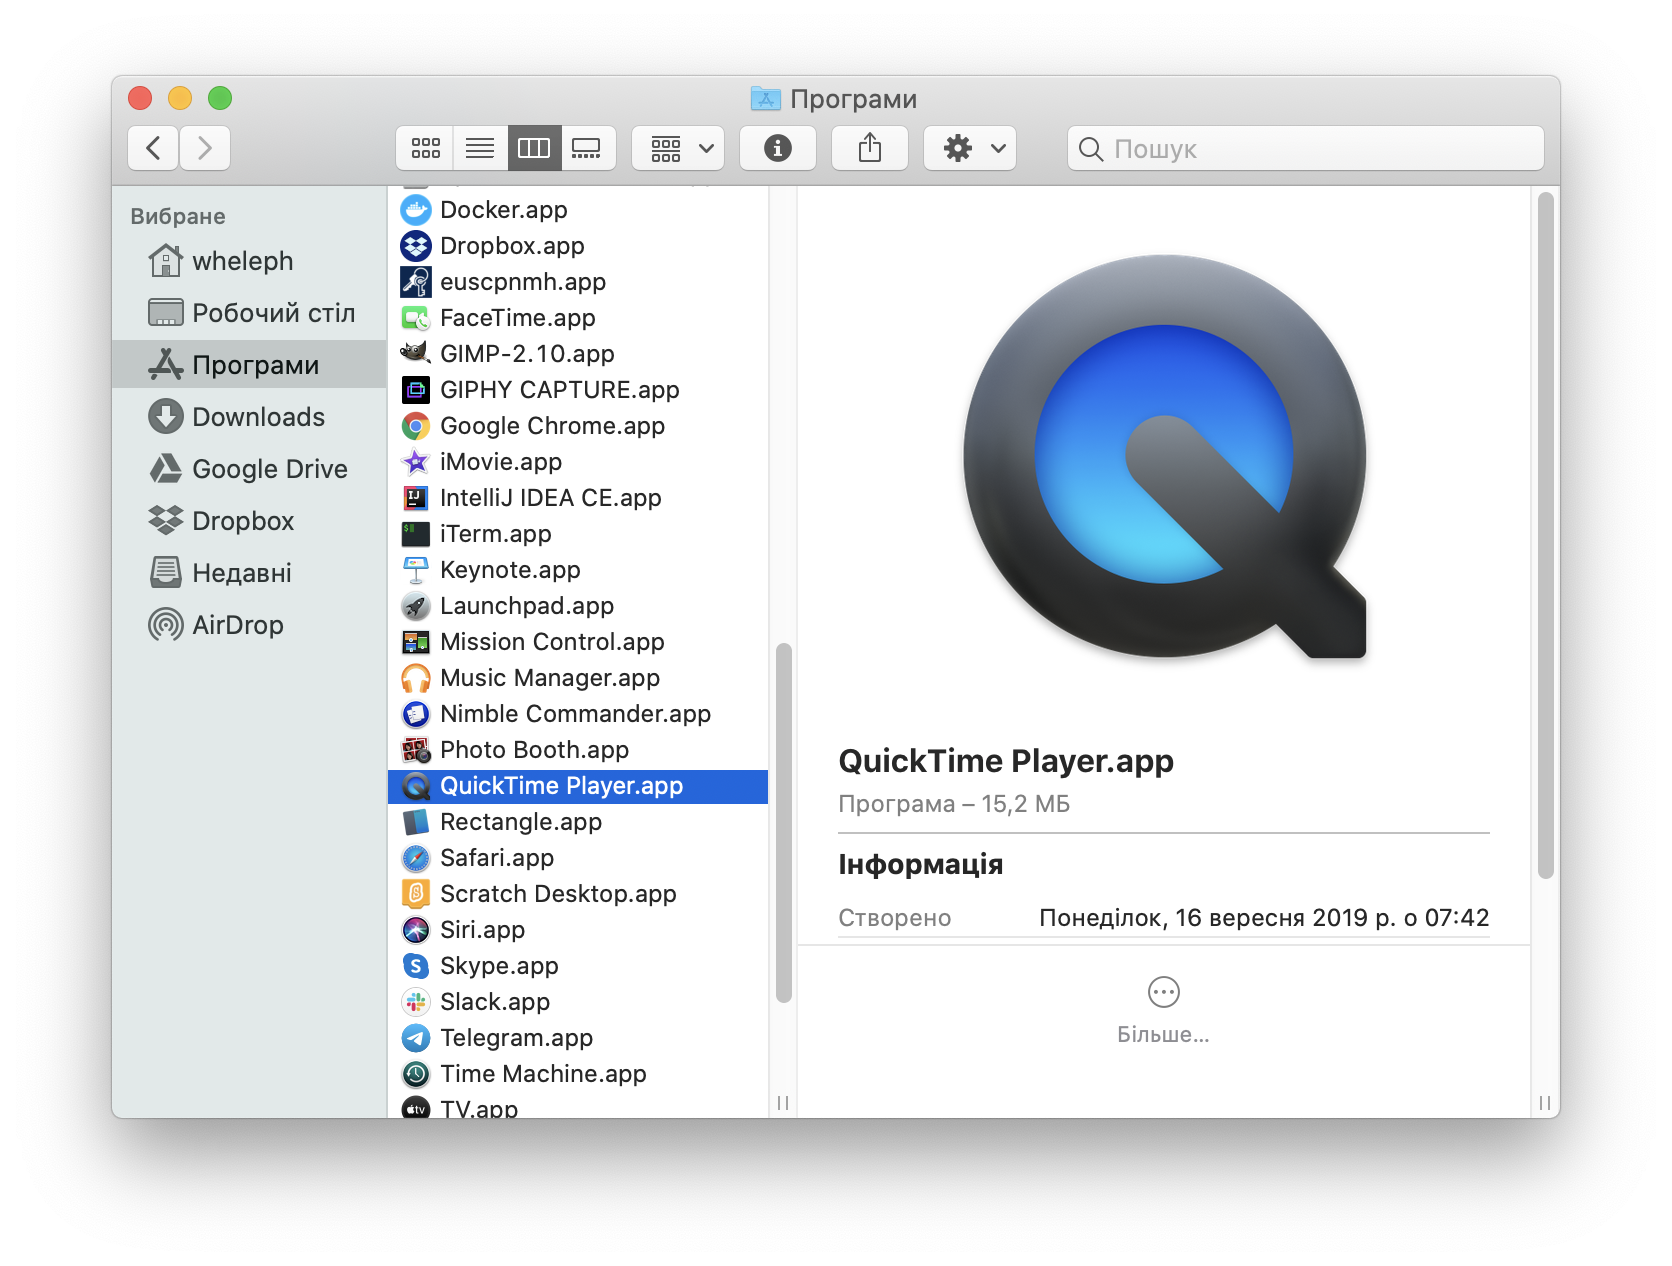 Програми
Пошук
Вибране
wheleph
Робочий стіл
Програми
Downloads
Google Drive
Dropbox
Недавні
AirDrop
Docker.app
Dropbox.app
euscpnmh.app
FaceTime.app
GIMP-2.10.app
GIPHY CAPTURE.app
Google Chrome.app
iMovie.app
IntelliJ IDEA CE.app
iTerm.app
Keynote.app
Launchpad.app
Mission Control.app
Music Manager.app
Nimble Commander.app
Photo Booth.app
QuickTime Player.app
Rectangle.app
Safari.app
Scratch Desktop.app
Siri.app
Skype.app
Slack.app
Telegram.app
Time Machine.app
TV.app
QuickTime Player.app
Програма – 15,2 МБ
Інформація
Створено Понеділок, 16 вересня 2019 р. о 07:42
Більше...